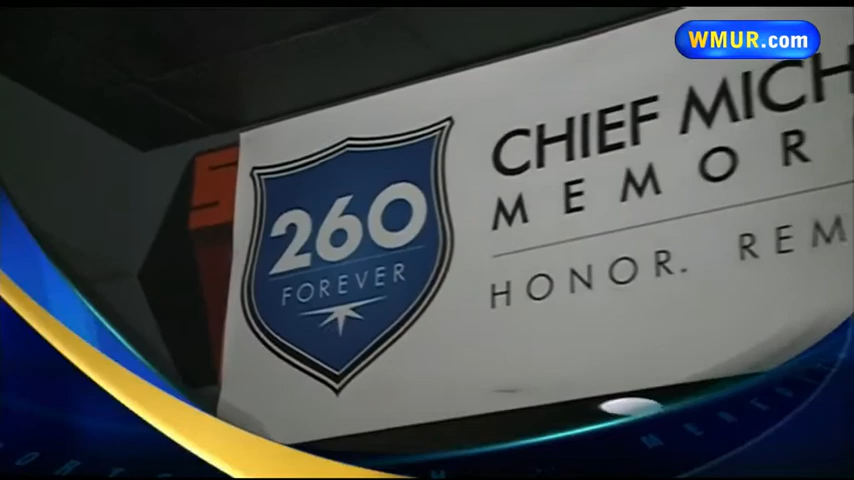 WMUR.com
CHIEF MICH
MEMOR
260
FOREVER
HONOR. REM